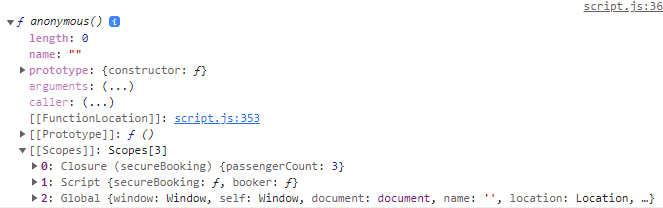 script.js:36
▼ƒ anonymous() i
length: 0
name: ""
▶prototype: {constructor: ƒ}
arguments: (...)
caller: (...)
[[FunctionLocation]]: script.js:353
▶[[Prototype]]: ƒ ()
▼[[Scopes]]: Scopes[3]
▶0: Closure (secureBooking) {passengerCount: 3}
▶1: Script {secureBooking: ƒ, booker: ƒ}
▶2: Global {window: Window, self: Window, document: document, name: '', location: Location, …}